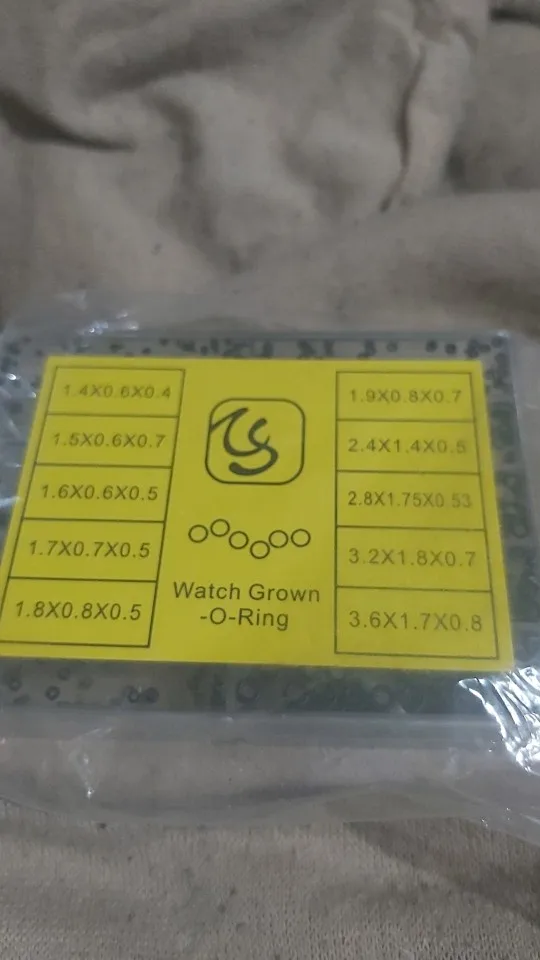 1.4X0.6X0.4
1.5X0.6X0.7
1.6X0.6X0.5
1.7X0.7X0.5
1.8X0.8X0.5
Watch Grown
-O-Ring
1.9X0.8X0.7
2.4X1.4X0.5
2.8X1.75X0.53
3.2X1.8X0.7
3.6X1.7X0.8